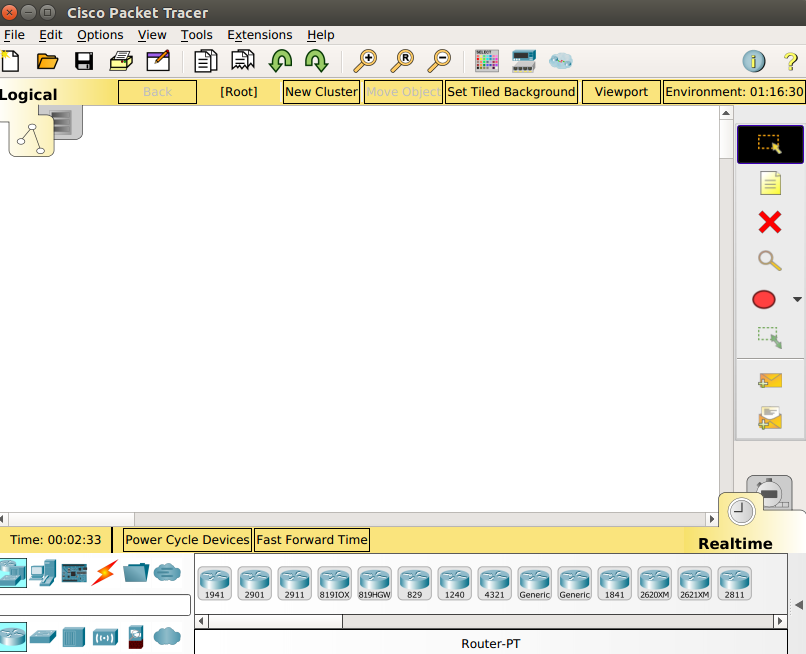 Cisco Packet Tracer
File Edit Options View Tools Extensions Help
Logical Back [Root] New Cluster Move Object Set Tiled Background Viewport Environment: 01:16:30
Time: 00:02:33 Power Cycle Devices Fast Forward Time Realtime
1941 2901 2911 819IOX 819HGW 829 1240 4321 Generic Generic 1841 2620XM 2621XM 2811
Router-PT